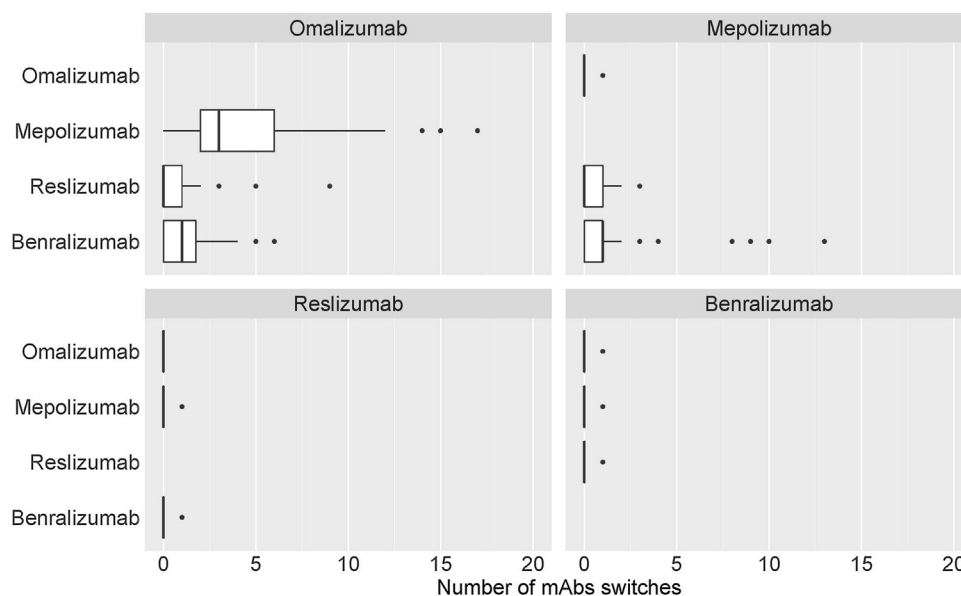 Omalizumab Mepolizumab
Omalizumab
Mepolizumab
Reslizumab
Benralizumab
Reslizumab Benralizumab
Omalizumab
Mepolizumab
Reslizumab
Benralizumab
0 5 10 15 20 0 5 10 15 20
Number of mAbs switches